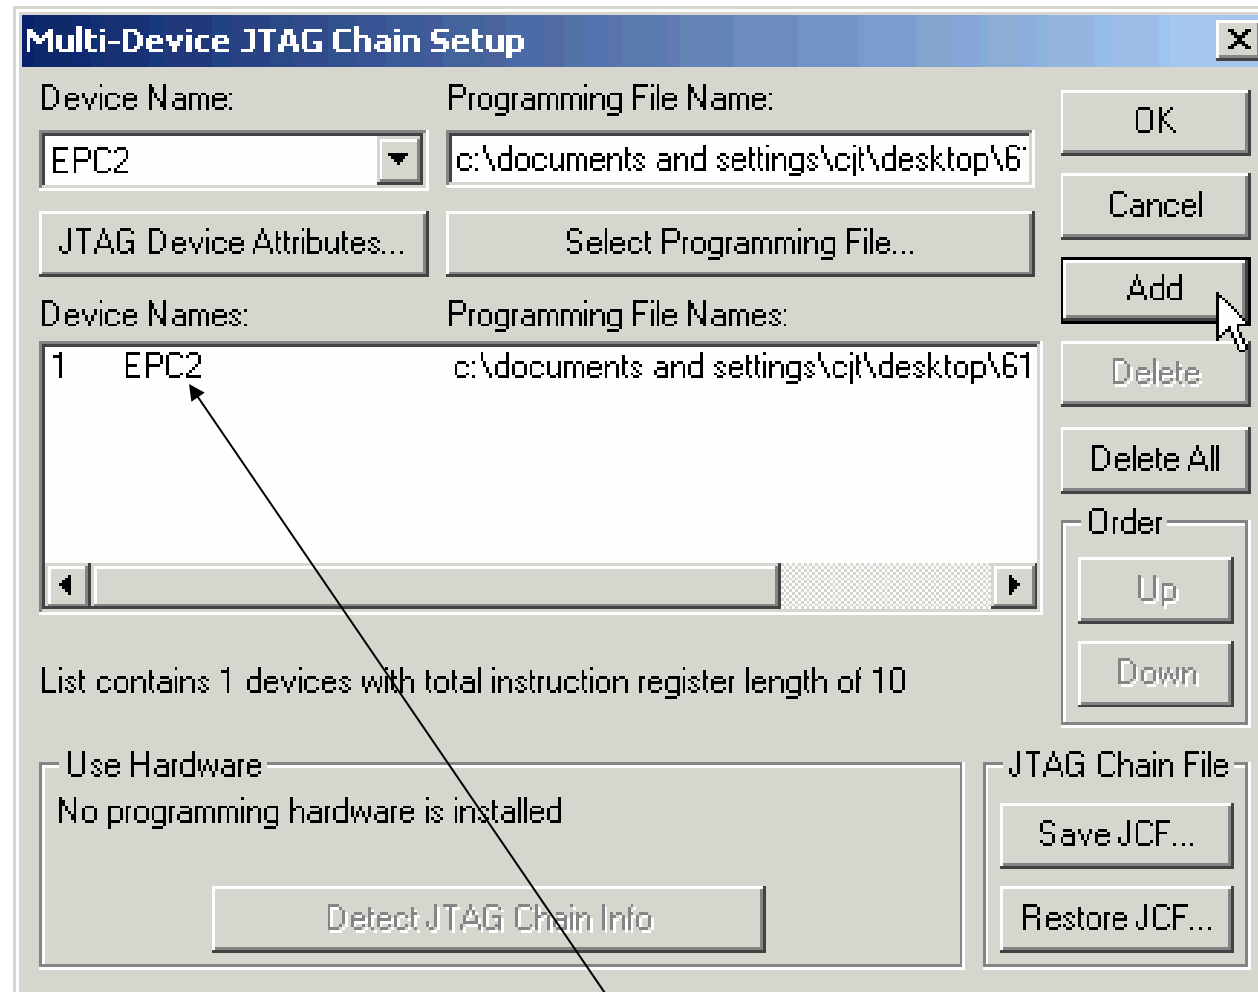 Multi-Device JTAG Chain Setup
Device Name:
Programming File Name:
EPC2
c:\documents and settings\cjt\desktop\6
JTAG Device Attributes...
Select Programming File...
Device Names:
Programming File Names:
1 EPC2 c:\documents and settings\cjt\desktop\61
List contains 1 devices with total instruction register length of 10
Use Hardware
No programming hardware is installed
Detect JTAG Chain Info
OK
Cancel
Add
Delete
Delete All
Order
Up
Down
JTAG Chain File
Save JCF...
Restore JCF...